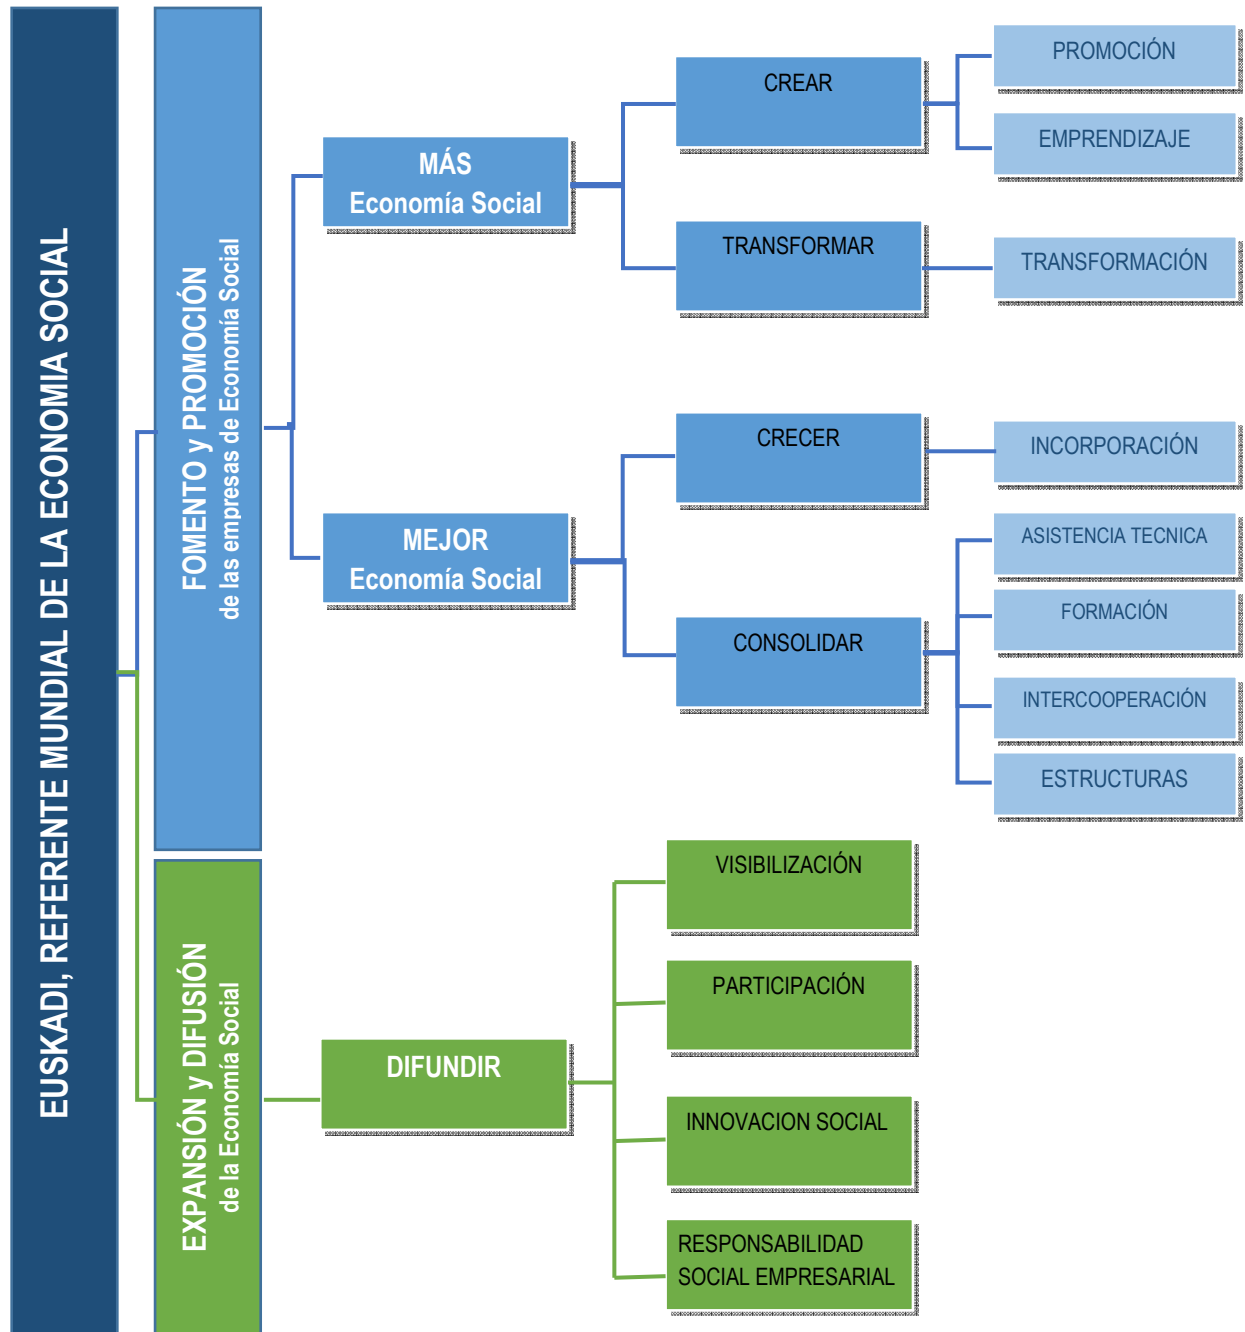 EUSKADI, REFERENTE MUNDIAL DE LA ECONOMIA SOCIAL
FOMENTO y PROMOCIÓN
de las empresas de Economía Social
MÁS
Economía Social
CREAR
PROMOCIÓN
EMPRENDIZAJE
TRANSFORMAR
TRANSFORMACIÓN
MEJOR
Economía Social
CRECER
INCORPORACIÓN
CONSOLIDAR
ASISTENCIA TECNICA
FORMACIÓN
INTERCOOPERACIÓN
ESTRUCTURAS
EXPANSIÓN y DIFUSIÓN
de la Economía Social
DIFUNDIR
VISIBILIZACIÓN
PARTICIPACIÓN
INNOVACION SOCIAL
RESPONSABILIDAD
SOCIAL EMPRESARIAL